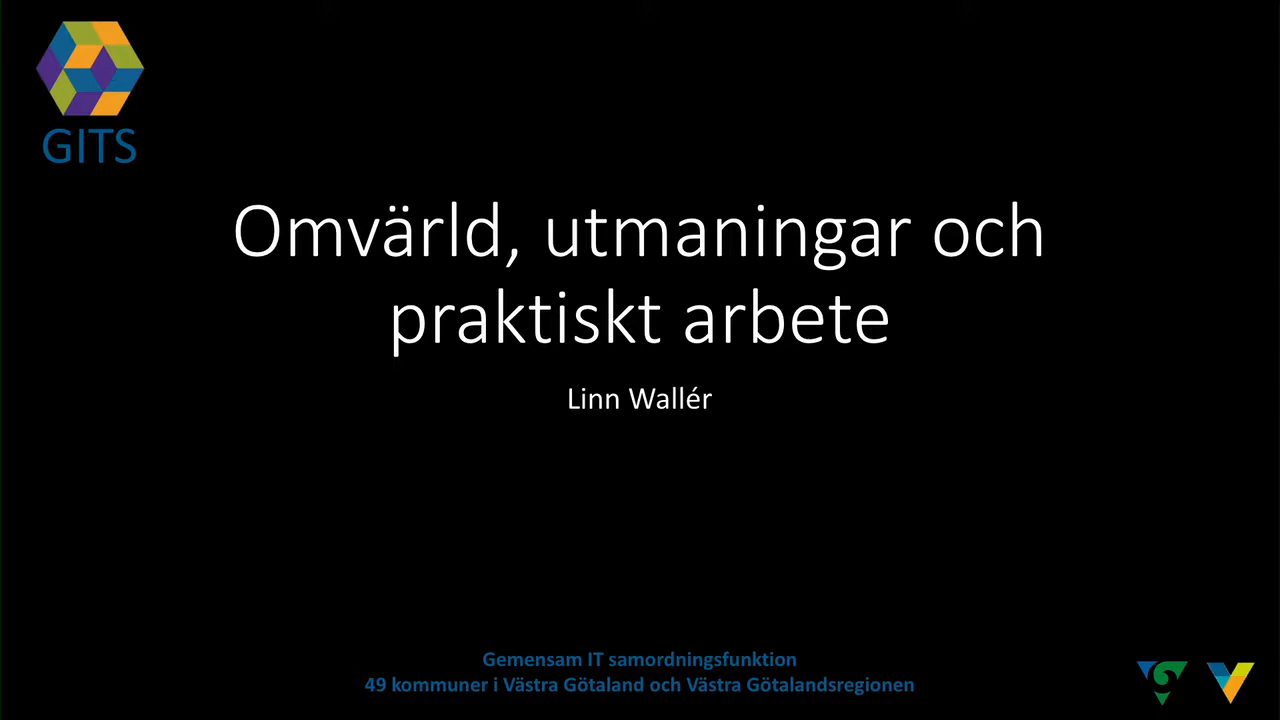 GITS
Omvärld, utmaningar och
praktiskt arbete
Linn Wallér
Gemensam IT samordningsfunktion
49 kommuner i Västra Götaland och Västra Götalandsregionen